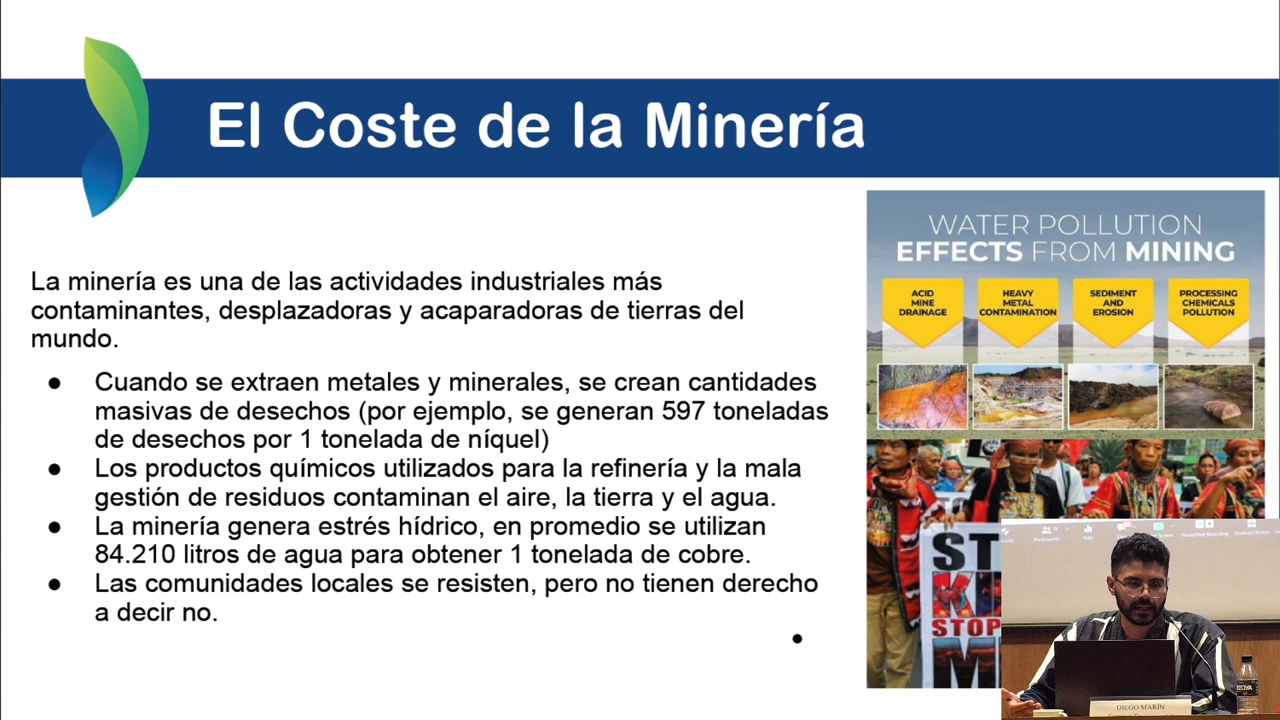 El Coste de la Minería
La minería es una de las actividades industriales más
contaminantes, desplazadoras y acaparadoras de tierras del
mundo.
● Cuando se extraen metales y minerales, se crean cantidades
masivas de desechos (por ejemplo, se generan 597 toneladas
de desechos por 1 tonelada de níquel)
● Los productos químicos utilizados para la refinería y la mala
gestión de residuos contaminan el aire, la tierra y el agua.
● La minería genera estrés hídrico, en promedio se utilizan
84.210 litros de agua para obtener 1 tonelada de cobre.
● Las comunidades locales se resisten, pero no tienen derecho
a decir no.
●
WATER POLLUTION
EFFECTS FROM MINING
ACID
MINE
DRAINAGE
HEAVY
METAL
CONTAMINATION
SEDIMENT
AND
EROSION
PROCESSING
CHEMICALS
POLLUTION
STOP
DIEGO MARÍN